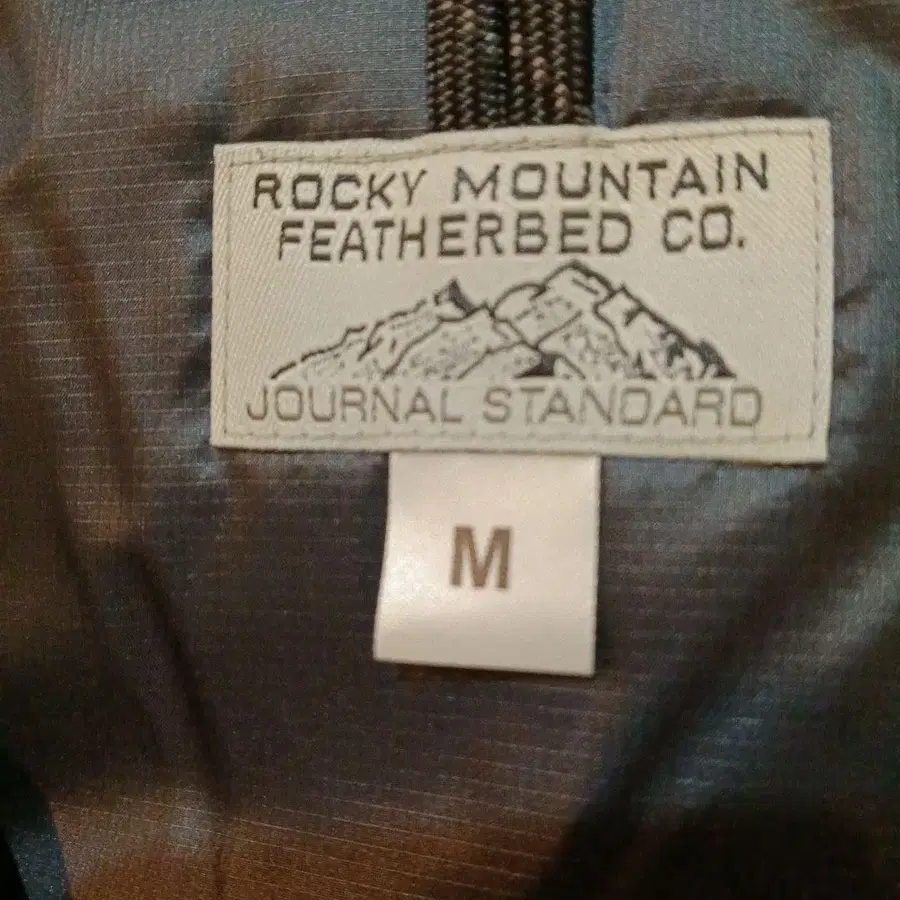 ROCKY MOUNTAIN
FEATHERBED CO.
JOURNAL STANDARD
M